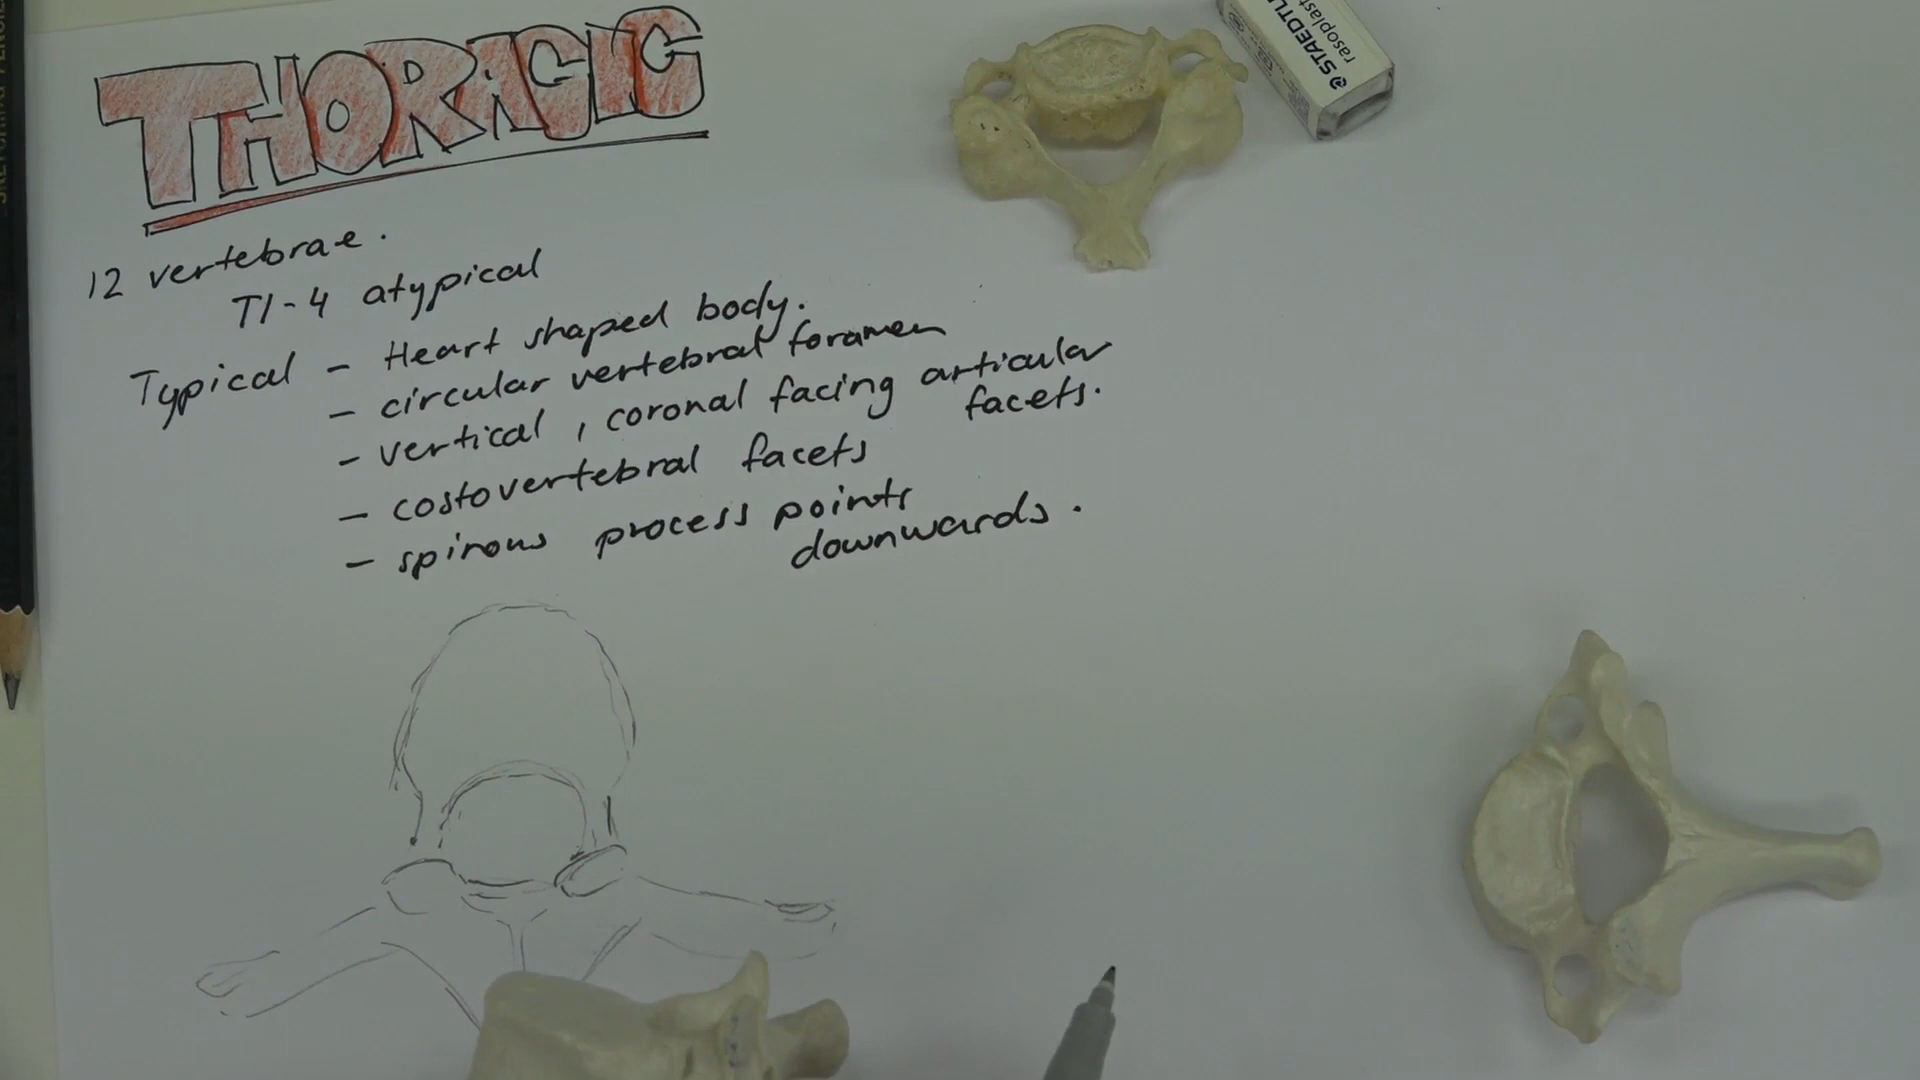 THORACIC
STAEDTL
rasoplast
12 vertebrae.
T1-4 atypical
Typical - Heart shaped body.
- circular vertebral foramen
- vertical, coronal facing articular
facets.
- costovertebral facets
- spinous process points
downwards.